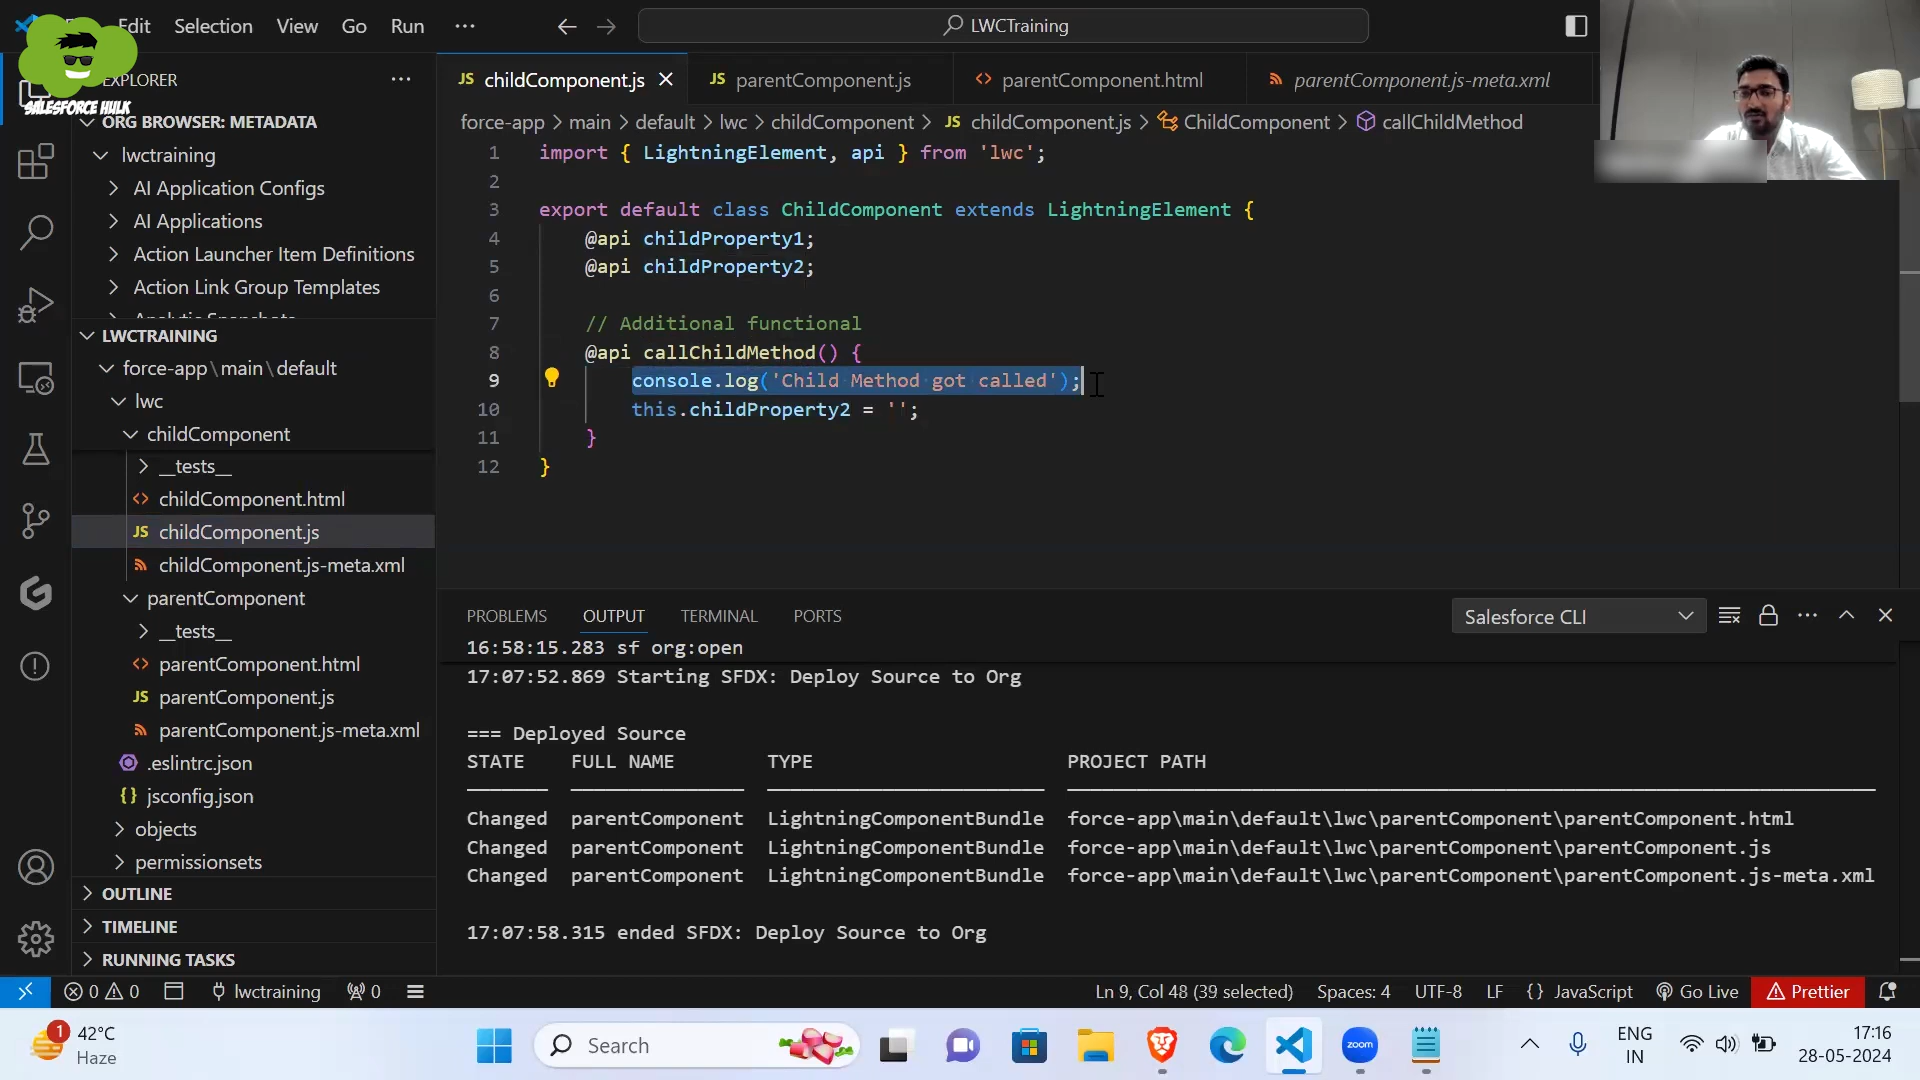 Edit Selection View Go Run ···
LWCTraining
SALESFORCE HULK
EXPLORER ···
ORG BROWSER: METADATA
lwctraining
AI Application Configs
AI Applications
Action Launcher Item Definitions
Action Link Group Templates
LWCTRAINING
force-app\main\default
lwc
childComponent
__tests__
<> childComponent.html
JS childComponent.js
childComponent.js-meta.xml
parentComponent
__tests__
<> parentComponent.html
JS parentComponent.js
parentComponent.js-meta.xml
.eslintrc.json
{} jsconfig.json
objects
permissionsets
OUTLINE
TIMELINE
RUNNING TASKS
JS childComponent.js JS parentComponent.js <> parentComponent.html parentComponent.js-meta.xml
force-app > main > default > lwc > childComponent > JS childComponent.js > ChildComponent > callChildMethod
1 import { LightningElement, api } from 'lwc';
2
3 export default class ChildComponent extends LightningElement {
4 @api childProperty1;
5 @api childProperty2;
6
7 // Additional functional
8 @api callChildMethod() {
9 console.log('Child Method got called');
10 this.childProperty2 = '';
11 }
12 }
PROBLEMS OUTPUT TERMINAL PORTS Salesforce CLI
16:58:15.283 sf org:open
17:07:52.869 Starting SFDX: Deploy Source to Org
=== Deployed Source
STATE FULL NAME TYPE PROJECT PATH
Changed parentComponent LightningComponentBundle force-app\main\default\lwc\parentComponent\parentComponent.html
Changed parentComponent LightningComponentBundle force-app\main\default\lwc\parentComponent\parentComponent.js
Changed parentComponent LightningComponentBundle force-app\main\default\lwc\parentComponent\parentComponent.js-meta.xml
17:07:58.315 ended SFDX: Deploy Source to Org
0 0 lwctraining 0 Ln 9, Col 48 (39 selected) Spaces: 4 UTF-8 LF {} JavaScript Go Live Prettier
1 42°C
Haze
Search
zoom
ENG
IN
17:16
28-05-2024